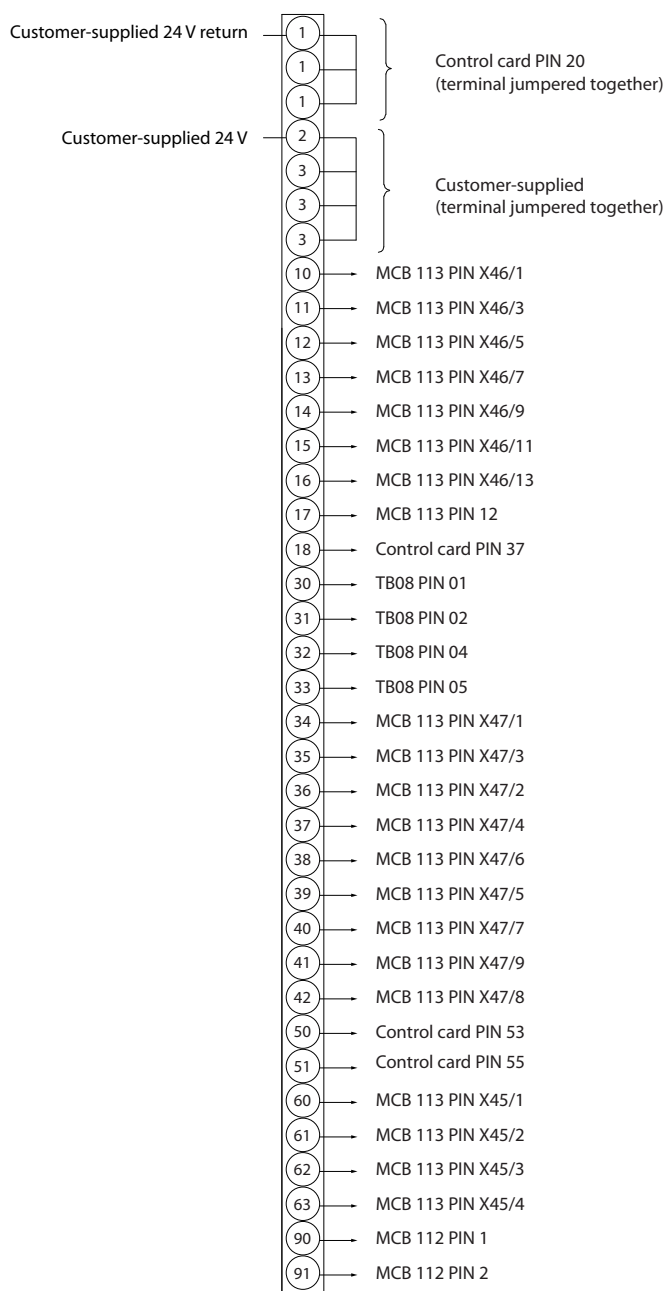 Customer-supplied 24 V return
1
1
1
Control card PIN 20
(terminal jumpered together)
Customer-supplied 24 V
2
3
3
3
Customer-supplied
(terminal jumpered together)
10 MCB 113 PIN X46/1
11 MCB 113 PIN X46/3
12 MCB 113 PIN X46/5
13 MCB 113 PIN X46/7
14 MCB 113 PIN X46/9
15 MCB 113 PIN X46/11
16 MCB 113 PIN X46/13
17 MCB 113 PIN 12
18 Control card PIN 37
30 TB08 PIN 01
31 TB08 PIN 02
32 TB08 PIN 04
33 TB08 PIN 05
34 MCB 113 PIN X47/1
35 MCB 113 PIN X47/3
36 MCB 113 PIN X47/2
37 MCB 113 PIN X47/4
38 MCB 113 PIN X47/6
39 MCB 113 PIN X47/5
40 MCB 113 PIN X47/7
41 MCB 113 PIN X47/9
42 MCB 113 PIN X47/8
50 Control card PIN 53
51 Control card PIN 55
60 MCB 113 PIN X45/1
61 MCB 113 PIN X45/2
62 MCB 113 PIN X45/3
63 MCB 113 PIN X45/4
90 MCB 112 PIN 1
91 MCB 112 PIN 2